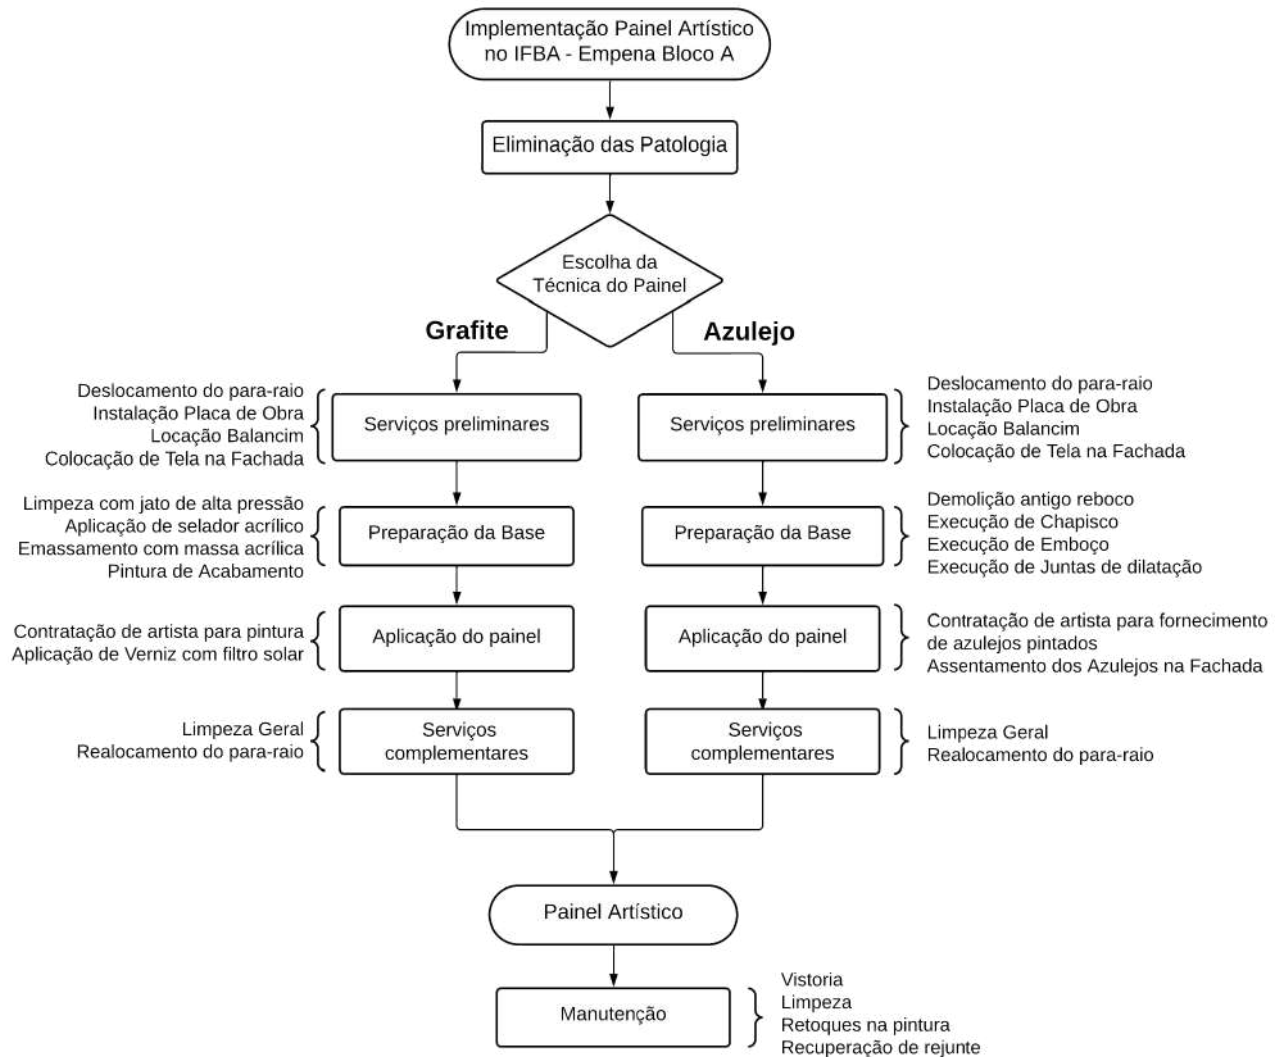 Implementação Painel Artístico
no IFBA - Empena Bloco A
Eliminação das Patologia
Escolha da
Técnica do Painel
Grafite
Azulejo
Deslocamento do para-raio
Instalação Placa de Obra
Locação Balancim
Colocação de Tela na Fachada
Serviços preliminares
Serviços preliminares
Deslocamento do para-raio
Instalação Placa de Obra
Locação Balancim
Colocação de Tela na Fachada
Limpeza com jato de alta pressão
Aplicação de selador acrílico
Emassamento com massa acrílica
Pintura de Acabamento
Preparação da Base
Preparação da Base
Demolição antigo reboco
Execução de Chapisco
Execução de Emboço
Execução de Juntas de dilatação
Contratação de artista para pintura
Aplicação de Verniz com filtro solar
Aplicação do painel
Aplicação do painel
Contratação de artista para fornecimento
de azulejos pintados
Assentamento dos Azulejos na Fachada
Limpeza Geral
Realocamento do para-raio
Serviços
complementares
Serviços
complementares
Limpeza Geral
Realocamento do para-raio
Painel Artístico
Manutenção
Vistoria
Limpeza
Retoques na pintura
Recuperação de rejunte